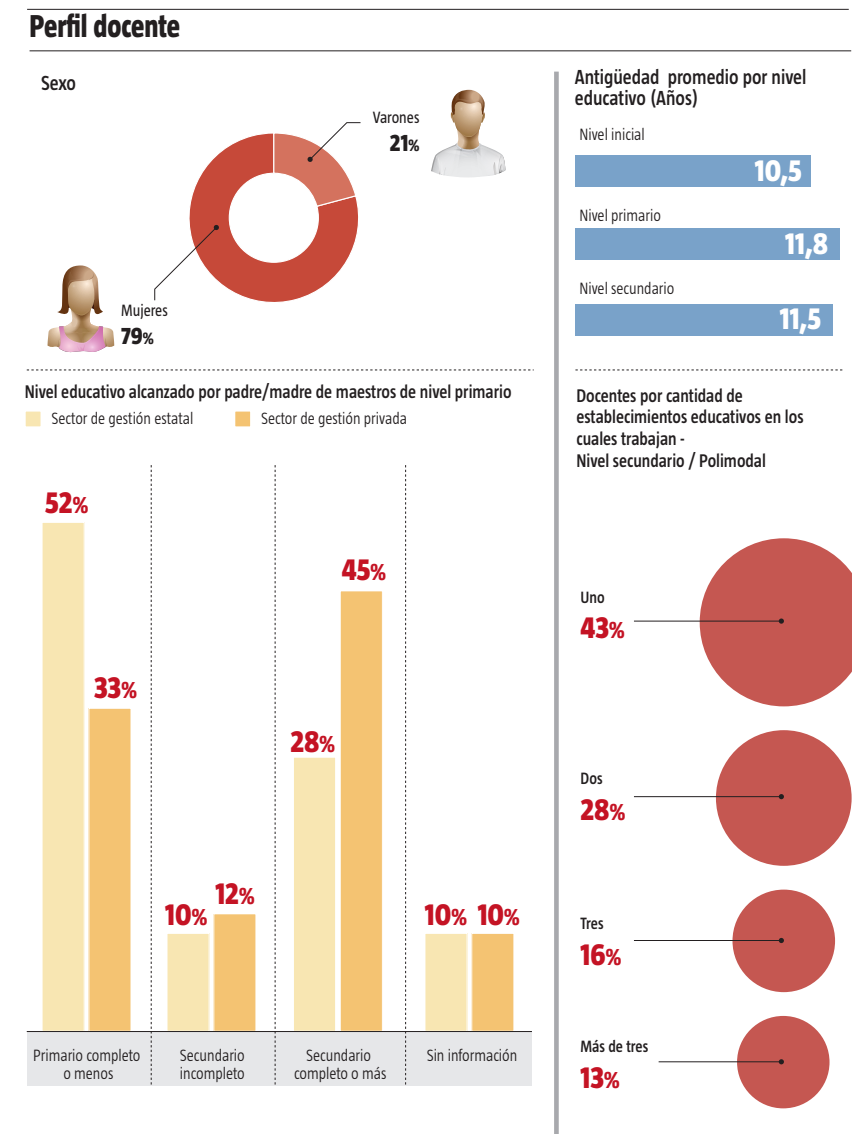 Perfil docente
Sexo
Varones
21%
Mujeres
79%
Nivel educativo alcanzado por padre/madre de maestros de nivel primario
Sector de gestión estatal
Sector de gestión privada
52%
33%
10%
12%
28%
45%
10%
10%
Primario completo
o menos
Secundario
incompleto
Secundario
completo o más
Sin información
Antigüedad promedio por nivel
educativo (Años)
Nivel inicial
10,5
Nivel primario
11,8
Nivel secundario
11,5
Docentes por cantidad de
establecimientos educativos en los
cuales trabajan -
Nivel secundario / Polimodal
Uno
43%
Dos
28%
Tres
16%
Más de tres
13%